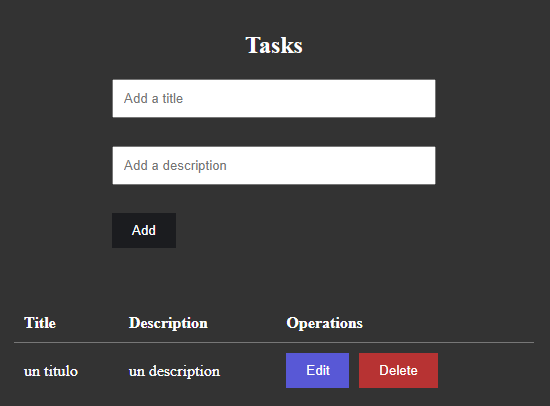 Tasks
Add a title
Add a description
Add
Title Description Operations
un titulo un description Edit Delete